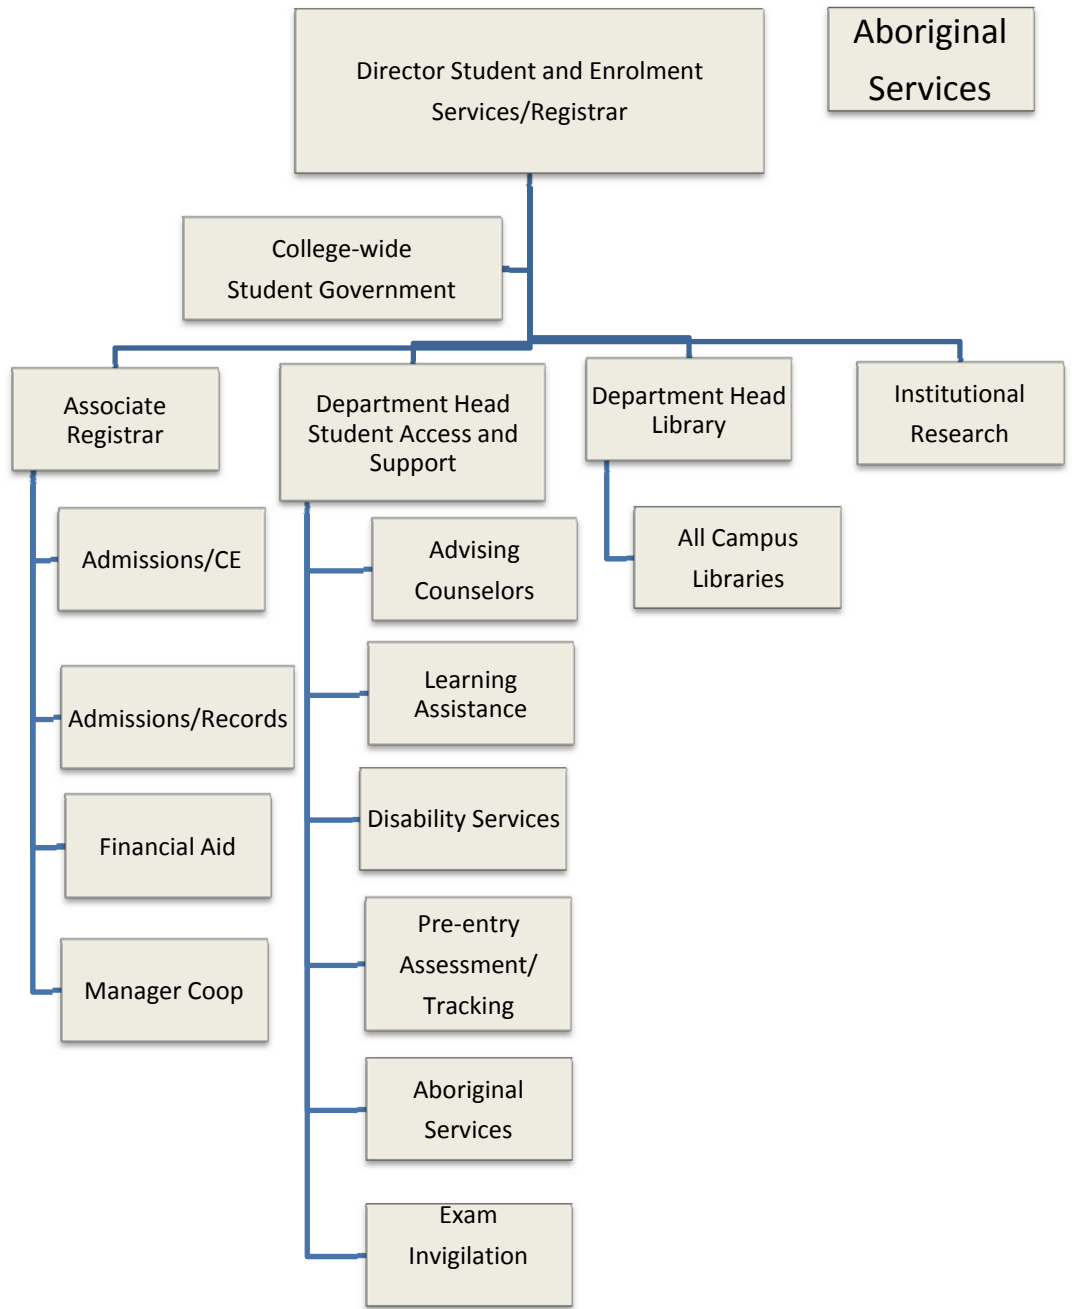 Director Student and Enrolment
Services/Registrar
Aboriginal
Services
College-wide
Student Government
Associate
Registrar
Department Head
Student Access and
Support
Department Head
Library
Institutional
Research
Admissions/CE
Admissions/Records
Financial Aid
Manager Coop
Advising
Counselors
Learning
Assistance
Disability Services
Pre-entry
Assessment/
Tracking
Aboriginal
Services
Exam
Invigilation
All Campus
Libraries